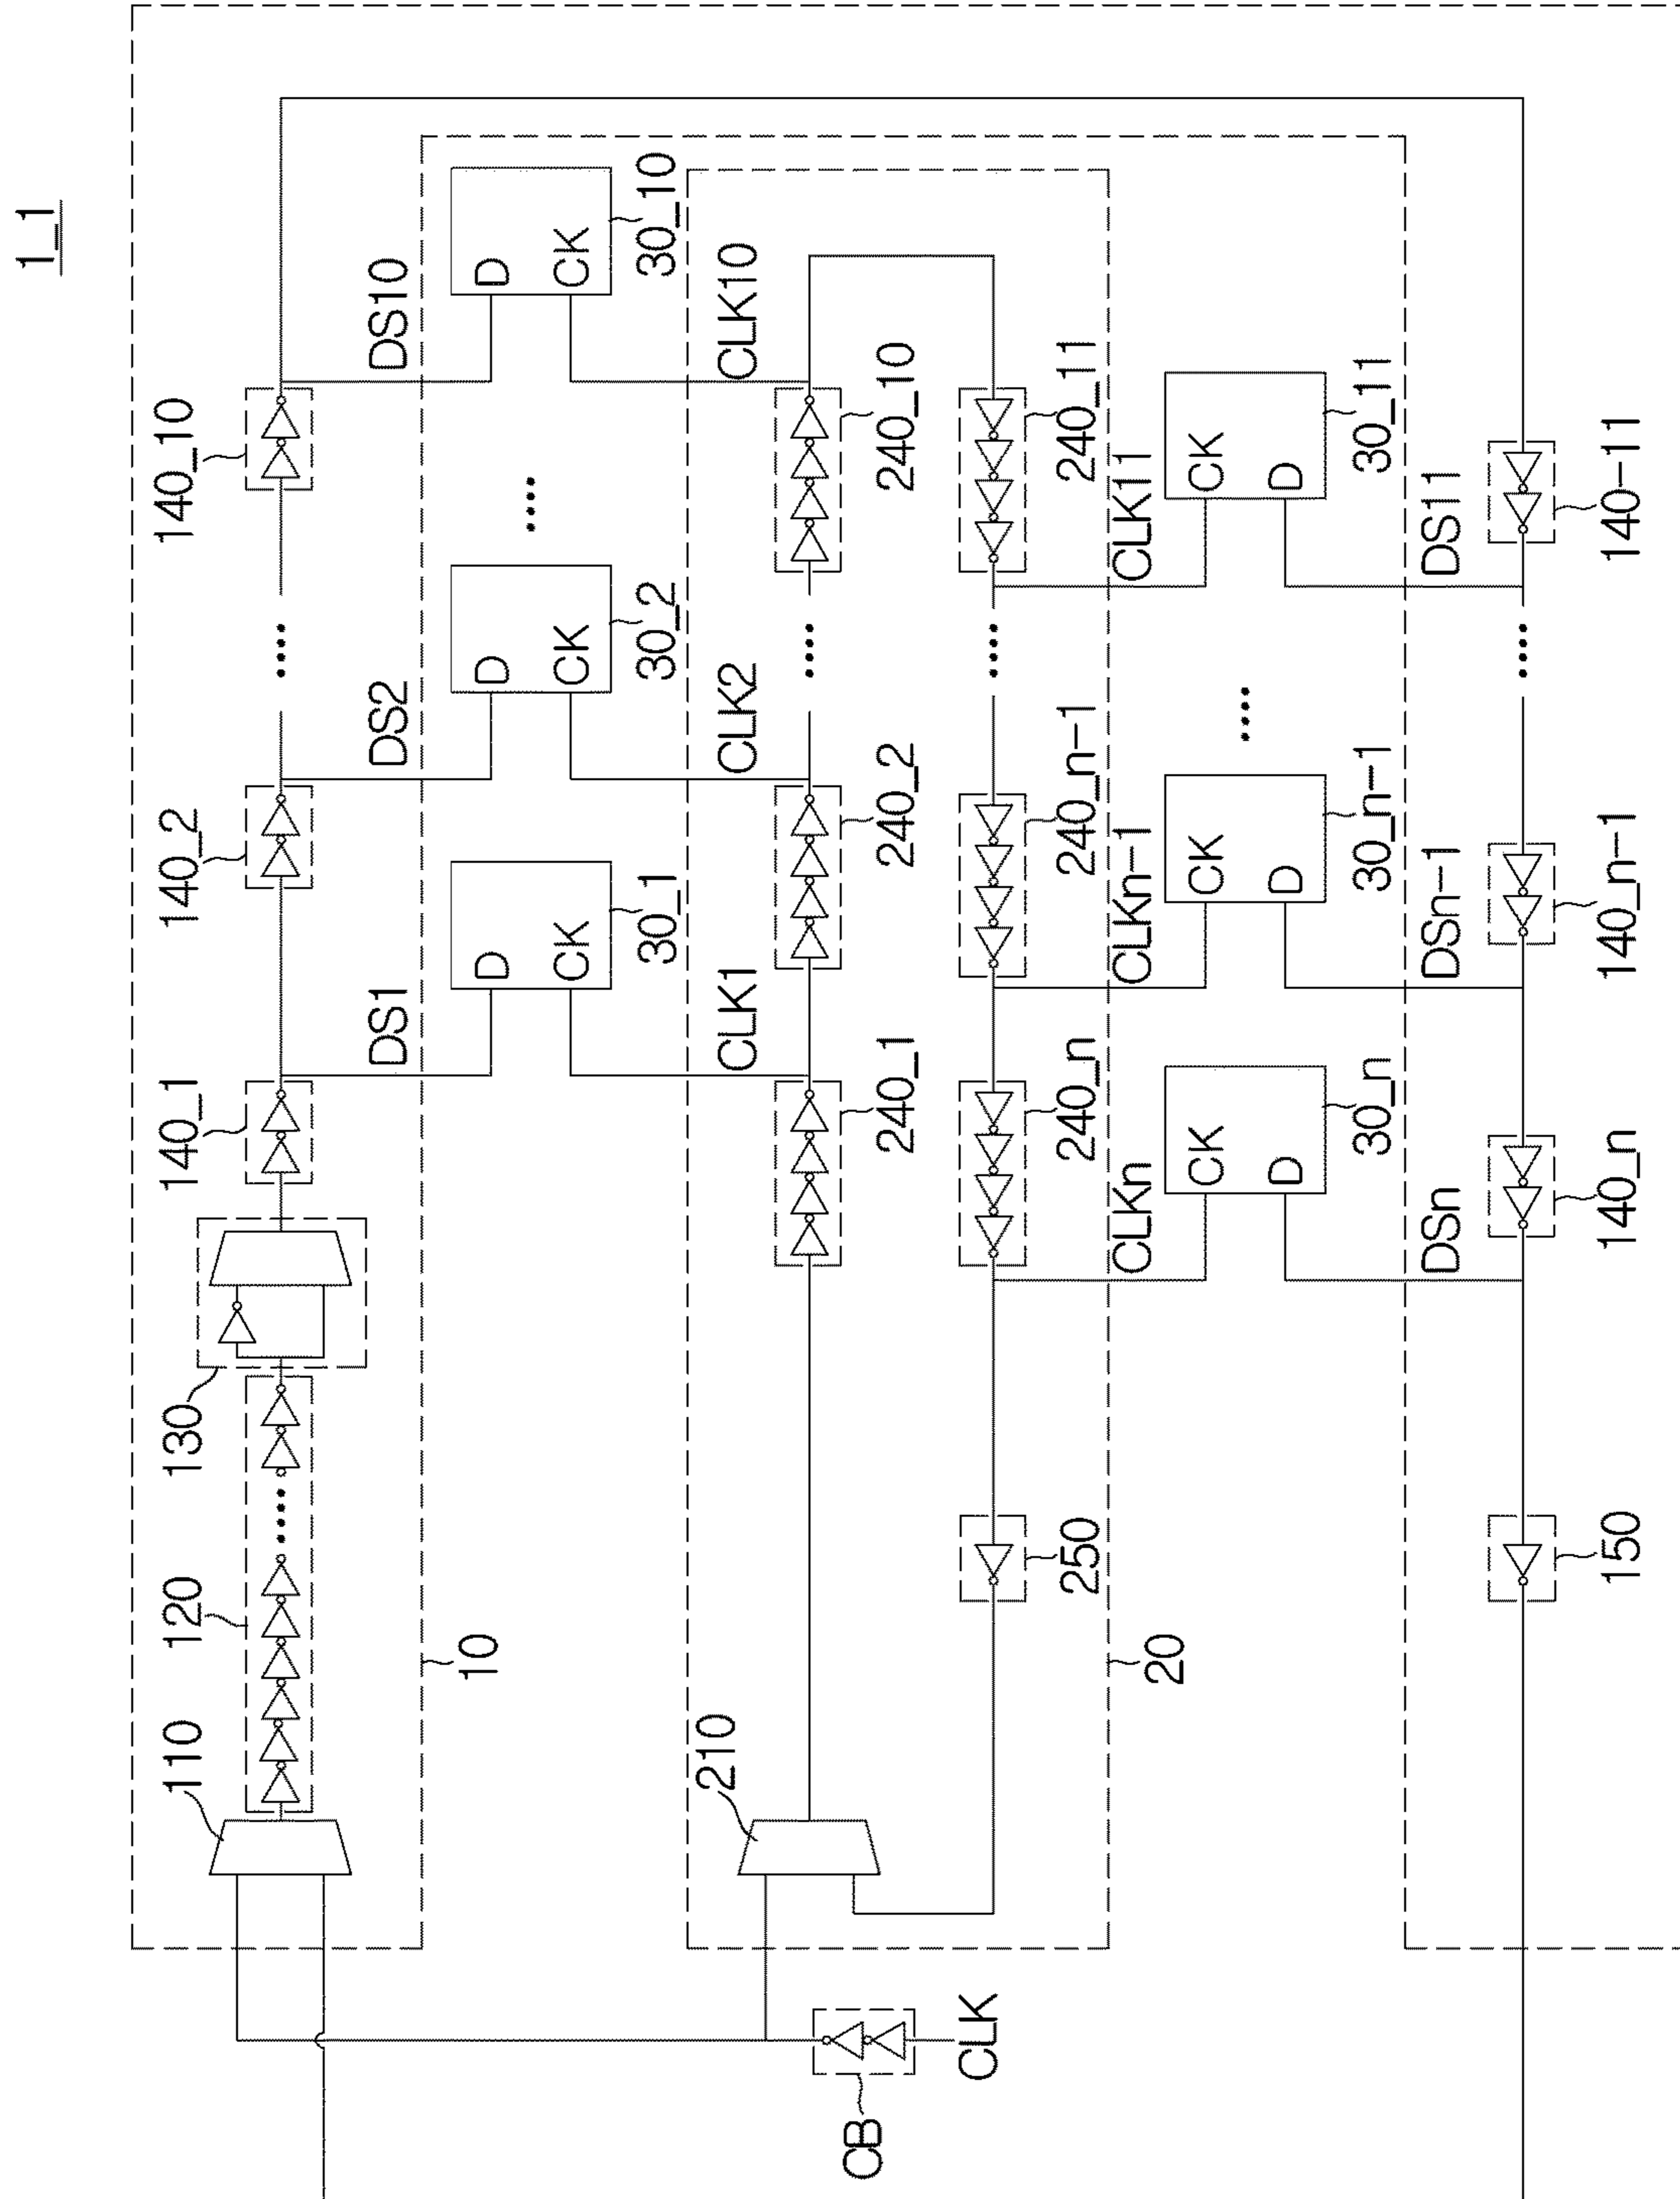 1_1
140_1
140_2
140_10
130
120
110
DS1
DS2
DS10
10
D
CK
30_1
D
CK
30_2
D
CK
30_10
CLK1
CLK2
CLK10
210
240_1
240_2
240_10
CB
CLK
250
240_n
240_n-1
240_11
20
CLKn
CLKn-1
CLK11
CK
D
30_n
CK
D
30_n-1
CK
D
30_11
DSn
DSn-1
DS11
150
140_n
140_n-1
140-11